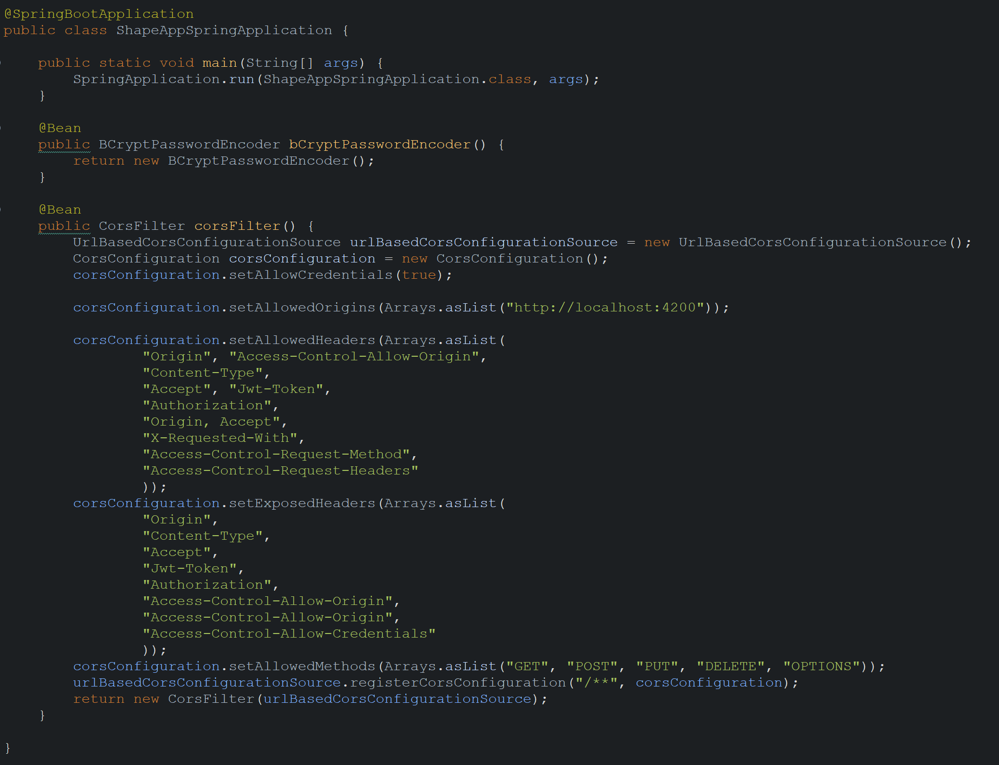 @SpringBootApplication
public class ShapeAppSpringApplication {
public static void main(String[] args) {
SpringApplication.run(ShapeAppSpringApplication.class, args);
}
@Bean
public BCryptPasswordEncoder bCryptPasswordEncoder() {
return new BCryptPasswordEncoder();
}
@Bean
public CorsFilter corsFilter() {
UrlBasedCorsConfigurationSource urlBasedCorsConfigurationSource = new UrlBasedCorsConfigurationSource();
CorsConfiguration corsConfiguration = new CorsConfiguration();
corsConfiguration.setAllowCredentials(true);
corsConfiguration.setAllowedOrigins(Arrays.asList("http://localhost:4200"));
corsConfiguration.setAllowedHeaders(Arrays.asList(
"Origin", "Access-Control-Allow-Origin",
"Content-Type",
"Accept", "Jwt-Token",
"Authorization",
"Origin, Accept",
"X-Requested-With",
"Access-Control-Request-Method",
"Access-Control-Request-Headers"
));
corsConfiguration.setExposedHeaders(Arrays.asList(
"Origin",
"Content-Type",
"Accept",
"Jwt-Token",
"Authorization",
"Access-Control-Allow-Origin",
"Access-Control-Allow-Origin",
"Access-Control-Allow-Credentials"
));
corsConfiguration.setAllowedMethods(Arrays.asList("GET", "POST", "PUT", "DELETE", "OPTIONS"));
urlBasedCorsConfigurationSource.registerCorsConfiguration("/**", corsConfiguration);
return new CorsFilter(urlBasedCorsConfigurationSource);
}
}